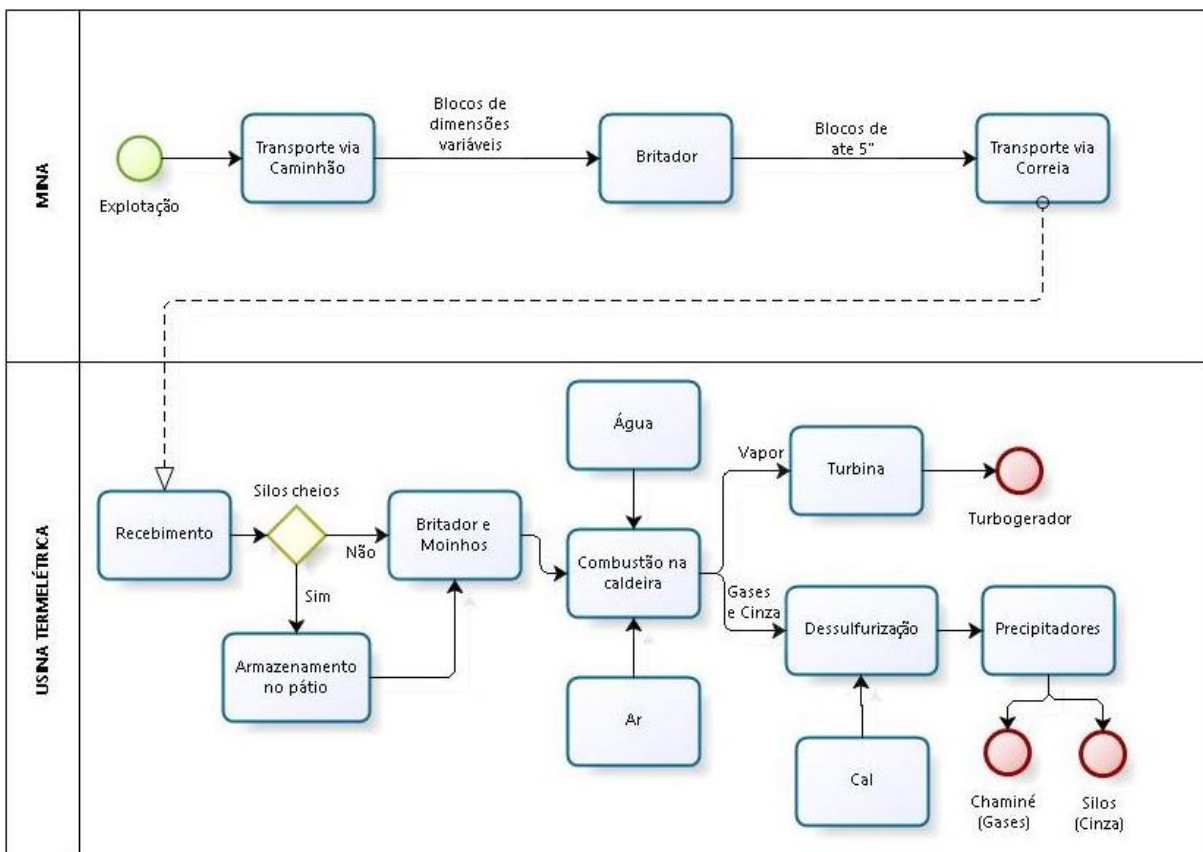 MINA
Explotação
Transporte via
Caminhão
Blocos de
dimensões
variáveis
Britador
Blocos de
ate 5"
Transporte via
Correia
USINA TERMELÉTRICA
Recebimento
Silos cheios
Não
Sim
Armazenamento
no pátio
Britador e
Moinhos
Água
Combustão na
caldeira
Ar
Vapor
Turbina
Turbogerador
Gases
e Cinza
Dessulfurização
Cal
Precipitadores
Chaminé
(Gases)
Silos
(Cinza)